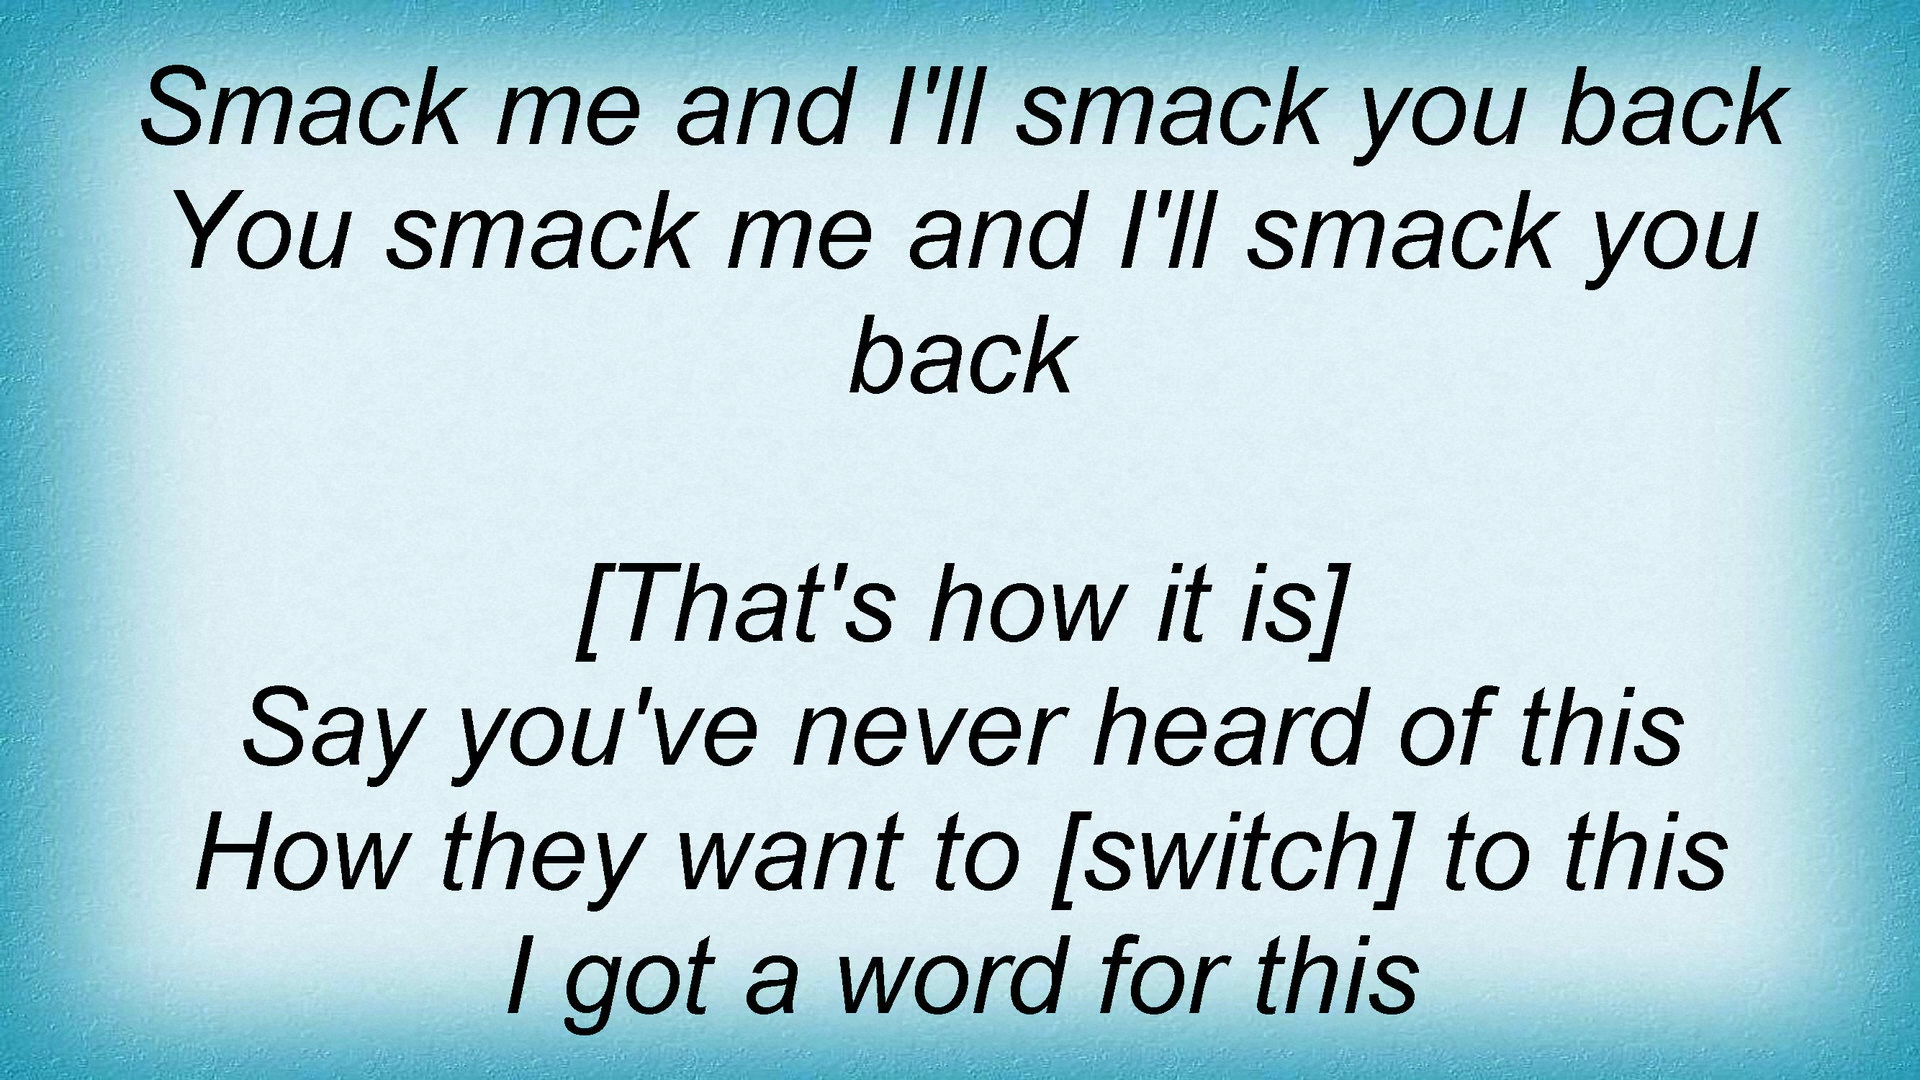 Smack me and I'll smack you back
You smack me and I'll smack you
back
[That's how it is]
Say you've never heard of this
How they want to [switch] to this
I got a word for this